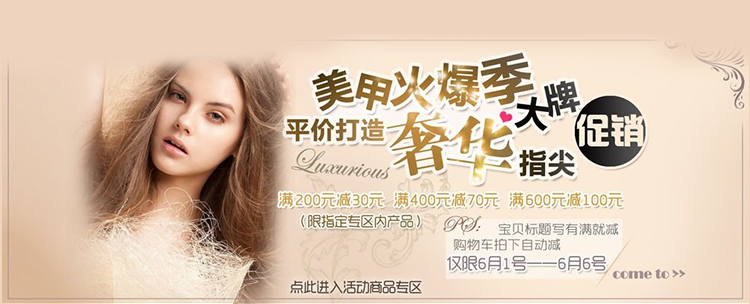 美甲火爆季
大牌
促销
平价打造 奢华 指尖
Luxurious
满200元减30元 满400元减70元 满600元减100元
(限指定专区内产品)
PS: 宝贝标题写有满就减
购物车拍下自动减
仅限6月1号——6月6号
come to >>
点此进入活动商品专区